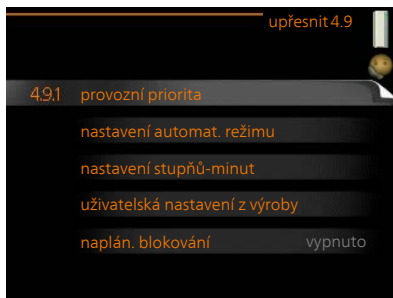 upřesnit 4.9
4.9.1 provozní priorita
nastavení automat. režimu
nastavení stupňů-minut
uživatelská nastavení z výroby
naplán. blokování vypnuto